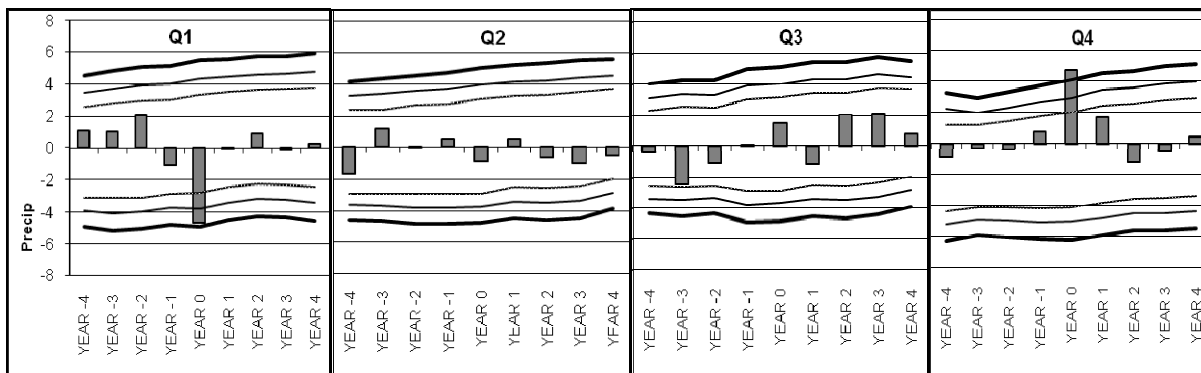 Q1
Q2
Q3
Q4
Precip
8
6
4
2
0
-2
-4
-6
-8
YEAR -4
YEAR -3
YEAR -2
YEAR -1
YEAR 0
YEAR 1
YEAR 2
YEAR 3
YEAR 4
YEAR -4
YEAR -3
YEAR -2
YEAR -1
YEAR 0
YEAR 1
YEAR 2
YEAR 3
YFAR 4
YEAR -4
YEAR -3
YEAR -2
YEAR -1
YEAR 0
YEAR 1
YEAR 2
YEAR 3
YEAR 4
YEAR -4
YEAR -3
YEAR -2
YEAR -1
YEAR 0
YEAR 1
YEAR 2
YEAR 3
YEAR 4